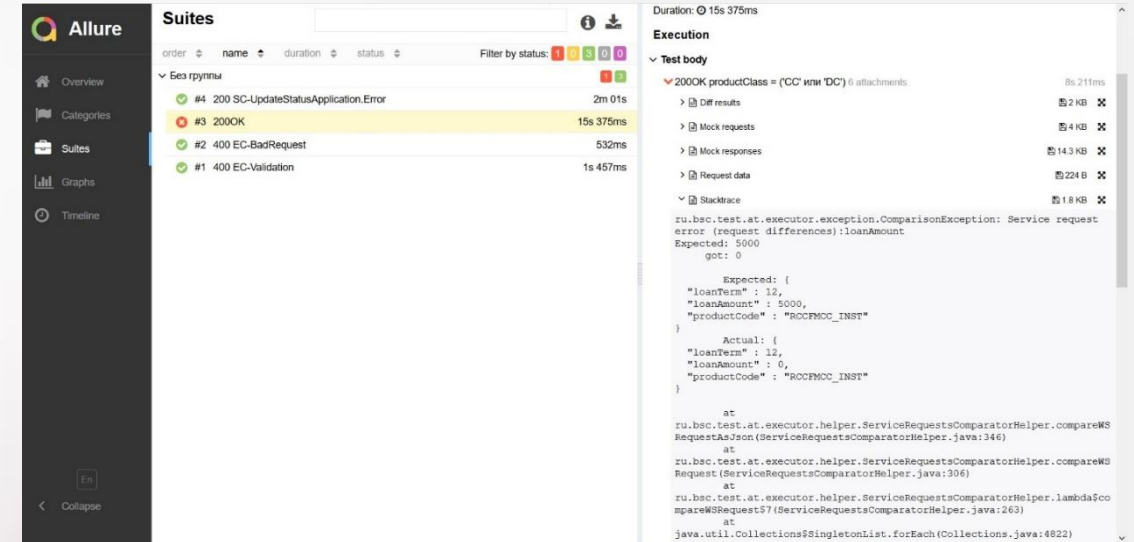 Allure
Overview
Categories
Suites
Graphs
Timeline
En
Collapse
Suites
order name duration status Filter by status: 1 0 3 0 0
Без группы 1 3
#4 200 SC-UpdateStatusApplication.Error 2m 01s
#3 200OK 15s 375ms
#2 400 EC-BadRequest 532ms
#1 400 EC-Validation 1s 457ms
Duration: 15s 375ms
Execution
Test body
200OK productClass = ('CC' или 'DC') 6 attachments 8s 211ms
Diff results 2 KB
Mock requests 4 KB
Mock responses 14.3 KB
Request data 224 B
Stacktrace 1.8 KB
ru.bsc.test.at.executor.exception.ComparisonException: Service request
error (request differences):loanAmount
Expected: 5000
got: 0
Expected: {
"loanTerm" : 12,
"loanAmount" : 5000,
"productCode" : "RCCFMCC_INST"
}
Actual: {
"loanTerm" : 12,
"loanAmount" : 0,
"productCode" : "RCCFMCC_INST"
}
at
ru.bsc.test.at.executor.helper.ServiceRequestsComparatorHelper.compareWS
RequestAsJson(ServiceRequestsComparatorHelper.java:346)
at
ru.bsc.test.at.executor.helper.ServiceRequestsComparatorHelper.compareWS
Request(ServiceRequestsComparatorHelper.java:306)
at
ru.bsc.test.at.executor.helper.ServiceRequestsComparatorHelper.lambda$co
mpareWSRequest$7(ServiceRequestsComparatorHelper.java:263)
at
java.util.Collections$SingletonList.forEach(Collections.java:4822)